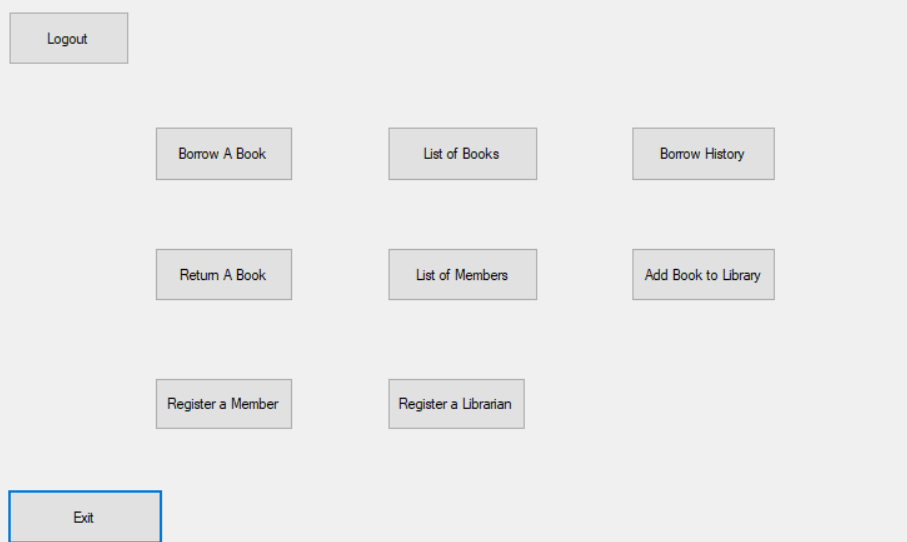 Logout
Borrow A Book
List of Books
Borrow History
Return A Book
List of Members
Add Book to Library
Register a Member
Register a Librarian
Exit